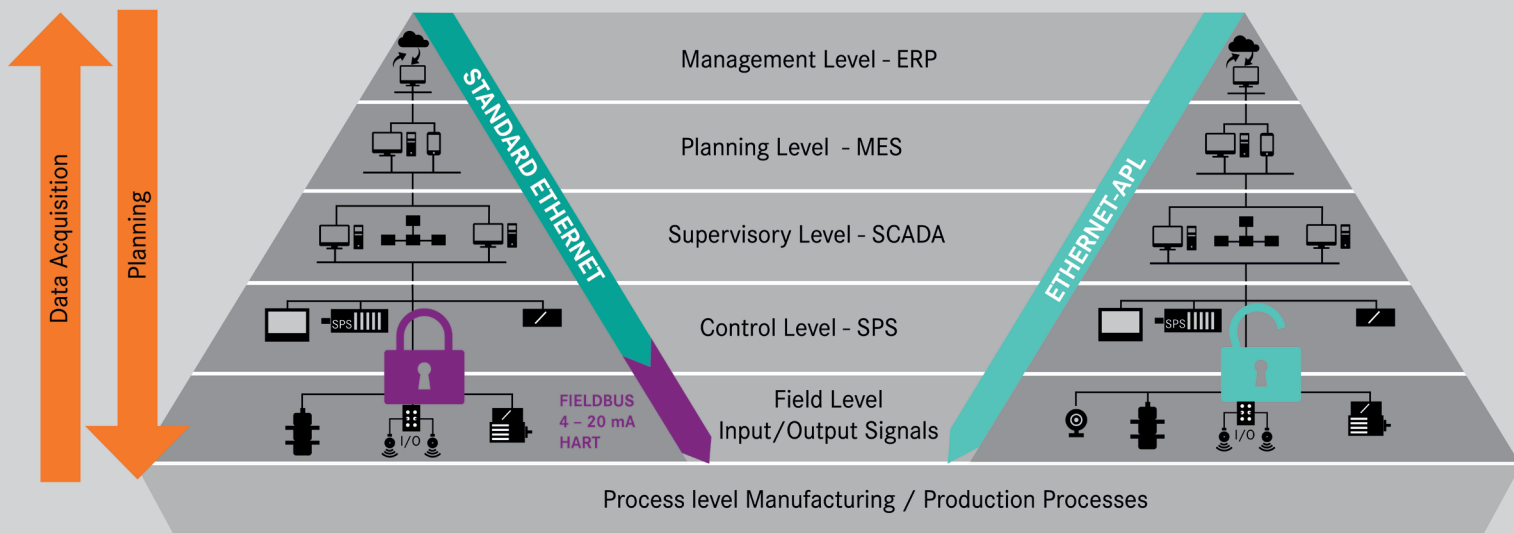 Data Acquisition
Planning
STANDARD ETHERNET
Management Level - ERP
Planning Level - MES
Supervisory Level - SCADA
Control Level - SPS
Field Level
Input/Output Signals
ETHERNET-APL
SPS
FIELDBUS
4 – 20 mA
HART
I/O
SPS
I/O
Process level Manufacturing / Production Processes